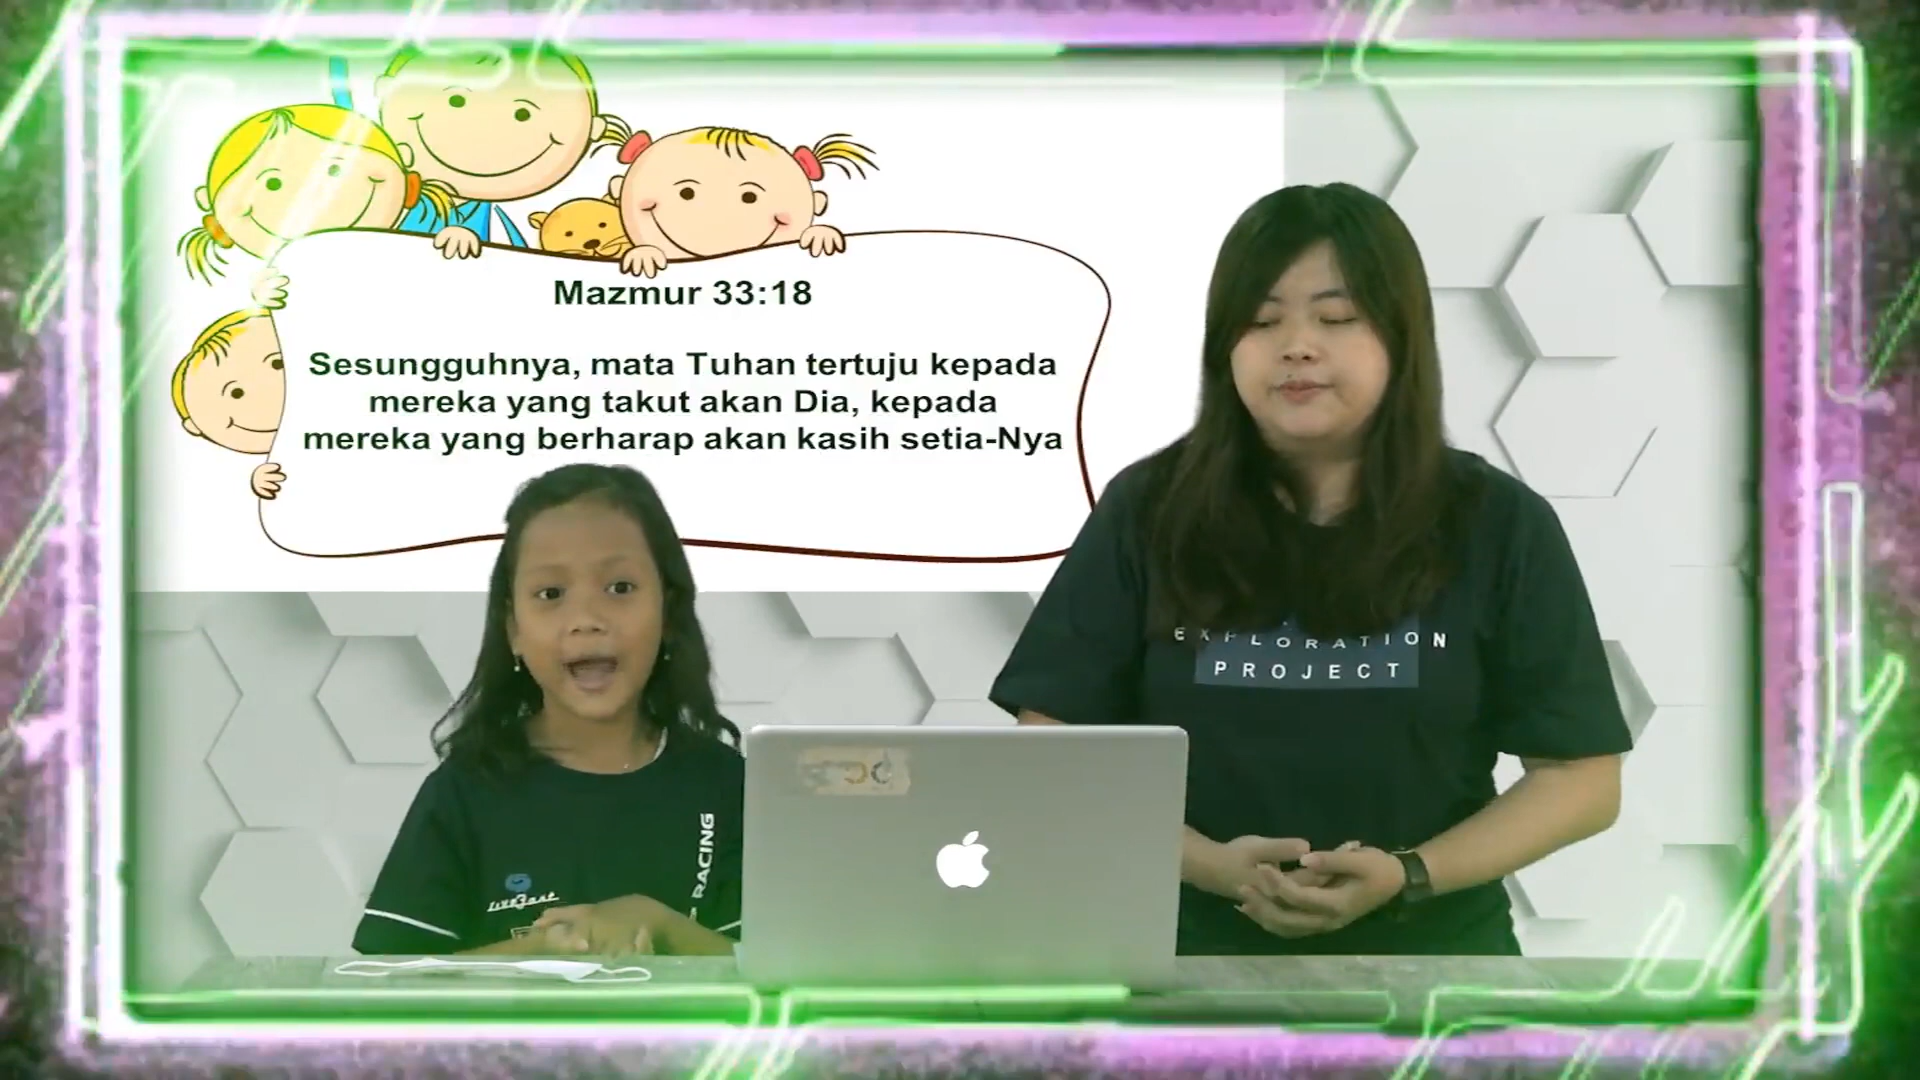 Mazmur 33:18
Sesungguhnya, mata Tuhan tertuju kepada
mereka yang takut akan Dia, kepada
mereka yang berharap akan kasih setia-Nya
EXPLORATION
PROJECT
RACING